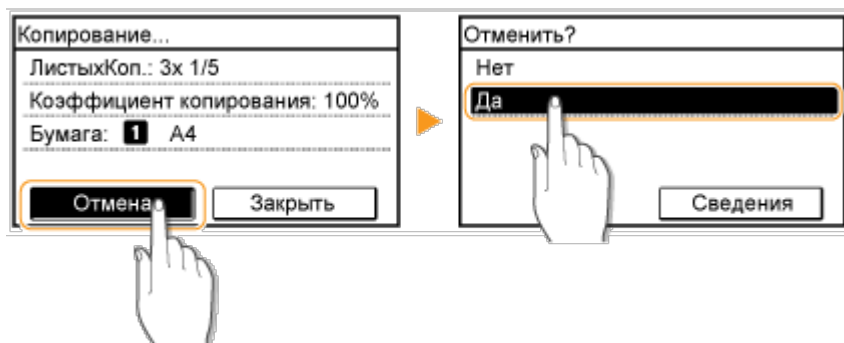 Копирование...
ЛистыхКоп.: 3x 1/5
Коэффициент копирования: 100%
Бумага: 1 A4
Отмена
Закрыть
Отменить?
Нет
Да
Сведения